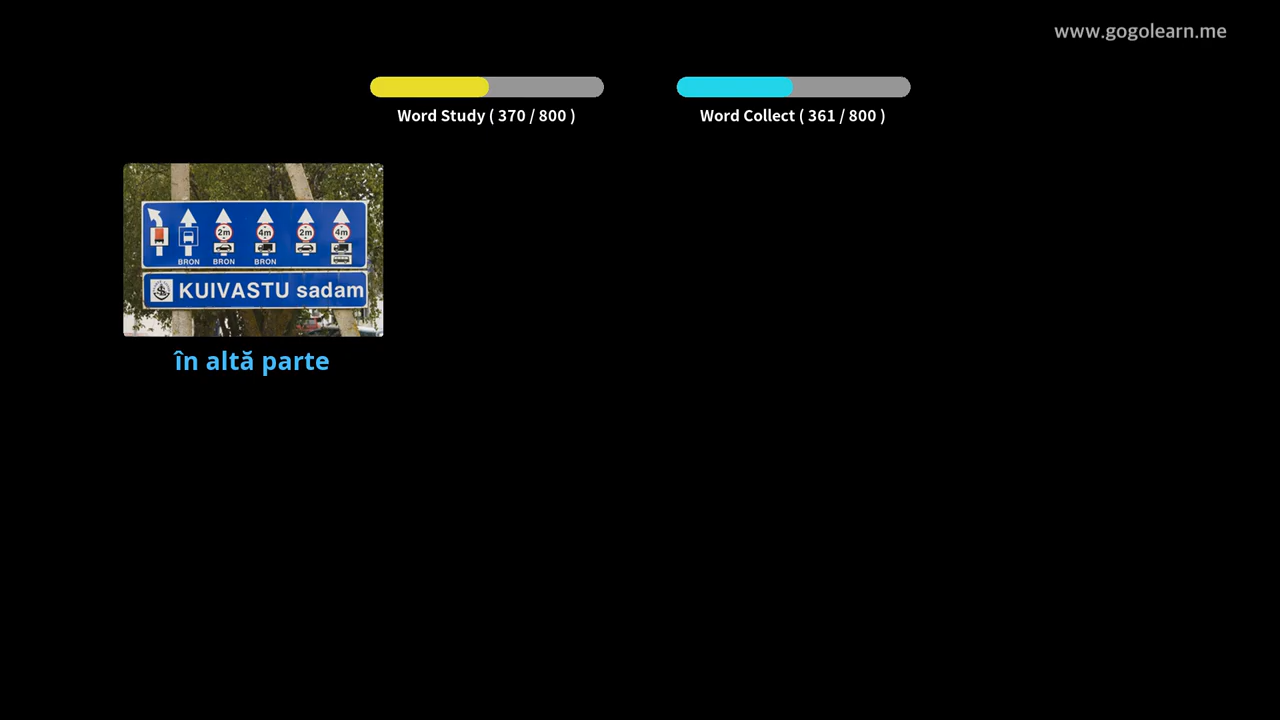 www.gogolearn.me
Word Study ( 370 / 800 )
Word Collect ( 361 / 800 )
2m
4m
2m
4m
BRON
BRON
BRON
KUIVASTU sadam
în altă parte